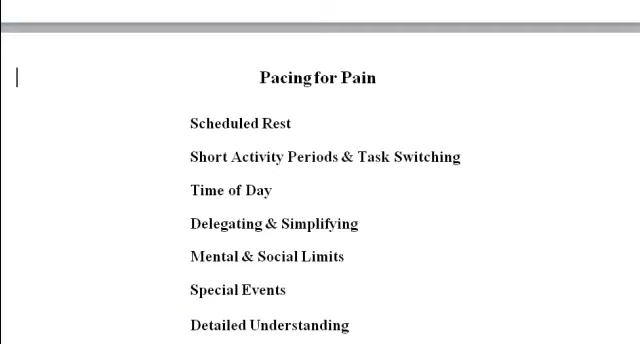 Pacing for Pain
Scheduled Rest
Short Activity Periods & Task Switching
Time of Day
Delegating & Simplifying
Mental & Social Limits
Special Events
Detailed Understanding